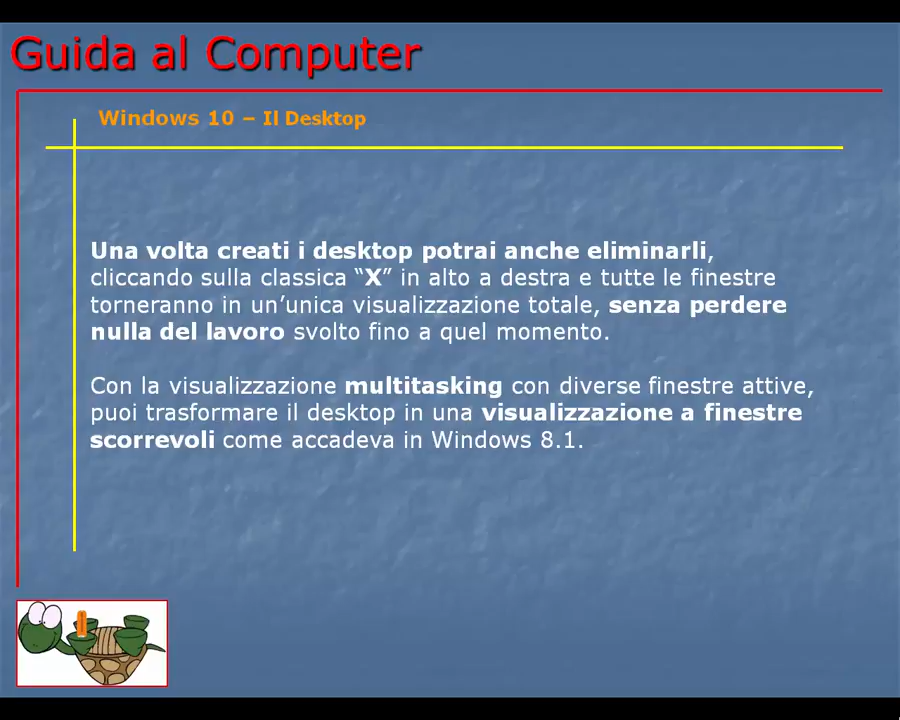 Guida al Computer
Windows 10 – Il Desktop
Una volta creati i desktop potrai anche eliminarli,
cliccando sulla classica “X” in alto a destra e tutte le finestre
torneranno in un’unica visualizzazione totale, senza perdere
nulla del lavoro svolto fino a quel momento.
Con la visualizzazione multitasking con diverse finestre attive,
puoi trasformare il desktop in una visualizzazione a finestre
scorrevoli come accadeva in Windows 8.1.